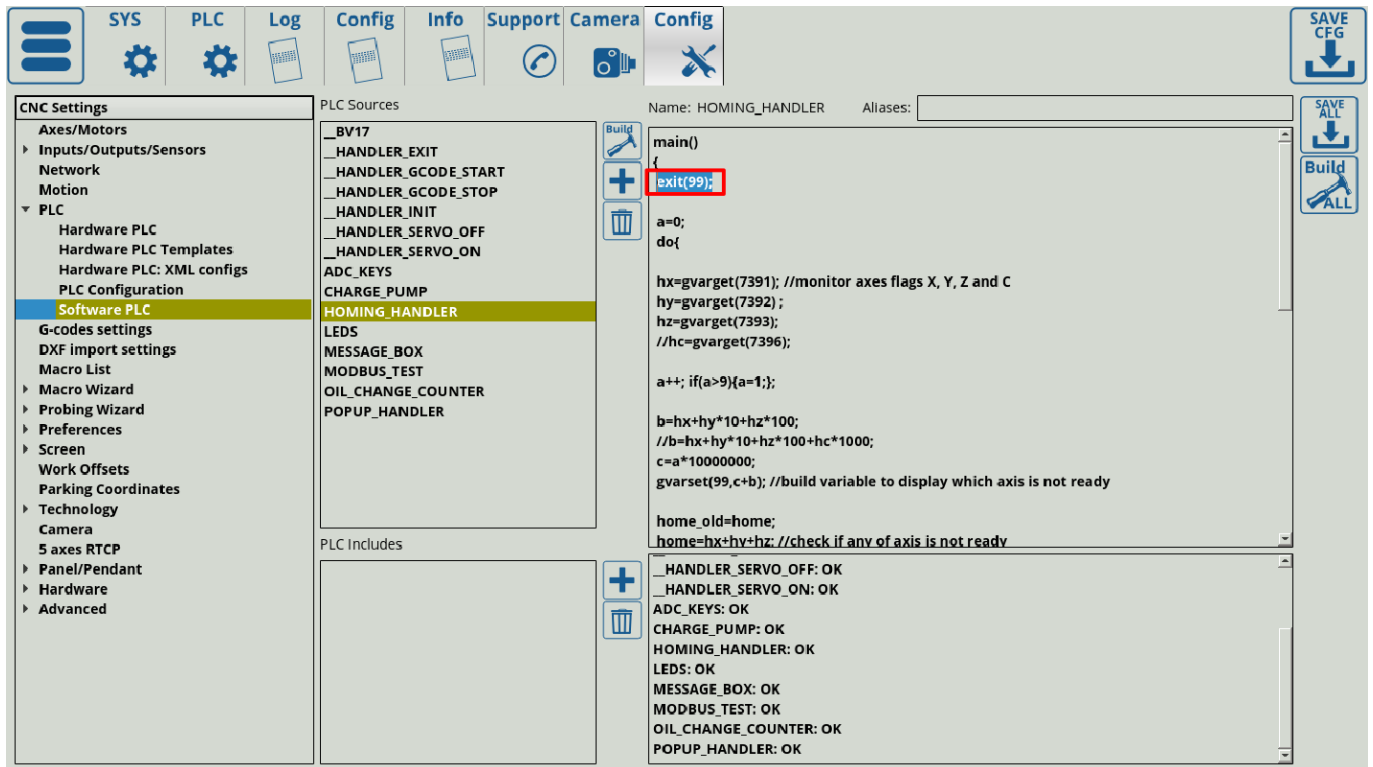 SYS PLC Log Config Info Support Camera Config
SAVE
CFG
CNC Settings
Axes/Motors
Inputs/Outputs/Sensors
Network
Motion
PLC
Hardware PLC
Hardware PLC Templates
Hardware PLC: XML configs
PLC Configuration
Software PLC
G-codes settings
DXF import settings
Macro List
Macro Wizard
Probing Wizard
Preferences
Screen
Work Offsets
Parking Coordinates
Technology
Camera
5 axes RTCP
Panel/Pendant
Hardware
Advanced
PLC Sources
__BV17
__HANDLER_EXIT
__HANDLER_GCODE_START
__HANDLER_GCODE_STOP
__HANDLER_INIT
__HANDLER_SERVO_OFF
__HANDLER_SERVO_ON
ADC_KEYS
CHARGE_PUMP
HOMING_HANDLER
LEDS
MESSAGE_BOX
MODBUS_TEST
OIL_CHANGE_COUNTER
POPUP_HANDLER
PLC Includes
Build
Name: HOMING_HANDLER Aliases:
main()
{
exit(99);
a=0;
do{
hx=gvarget(7391); //monitor axes flags X, Y, Z and C
hy=gvarget(7392) ;
hz=gvarget(7393);
//hc=gvarget(7396);
a++; if(a>9){a=1;};
b=hx+hy*10+hz*100;
//b=hx+hy*10+hz*100+hc*1000;
c=a*10000000;
gvarset(99,c+b); //build variable to display which axis is not ready
home_old=home;
home=hx+hy+hz; //check if any of axis is not ready
__HANDLER_SERVO_OFF: OK
__HANDLER_SERVO_ON: OK
ADC_KEYS: OK
CHARGE_PUMP: OK
HOMING_HANDLER: OK
LEDS: OK
MESSAGE_BOX: OK
MODBUS_TEST: OK
OIL_CHANGE_COUNTER: OK
POPUP_HANDLER: OK
SAVE
ALL
Build
ALL